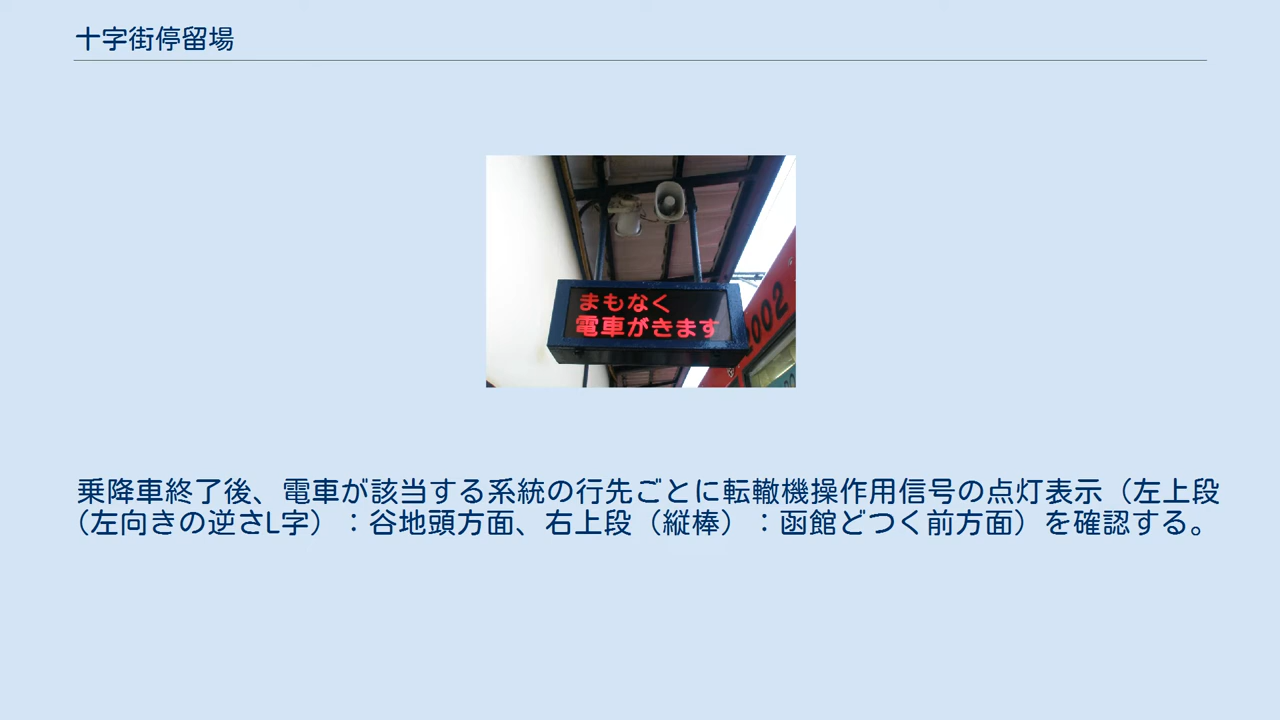 十字街停留場
まもなく
電車がきます
002
乗降車終了後、電車が該当する系統の行先ごとに転轍機操作用信号の点灯表示（左上段
（左向きの逆さL字）：谷地頭方面、右上段（縦棒）：函館どつく前方面）を確認する。